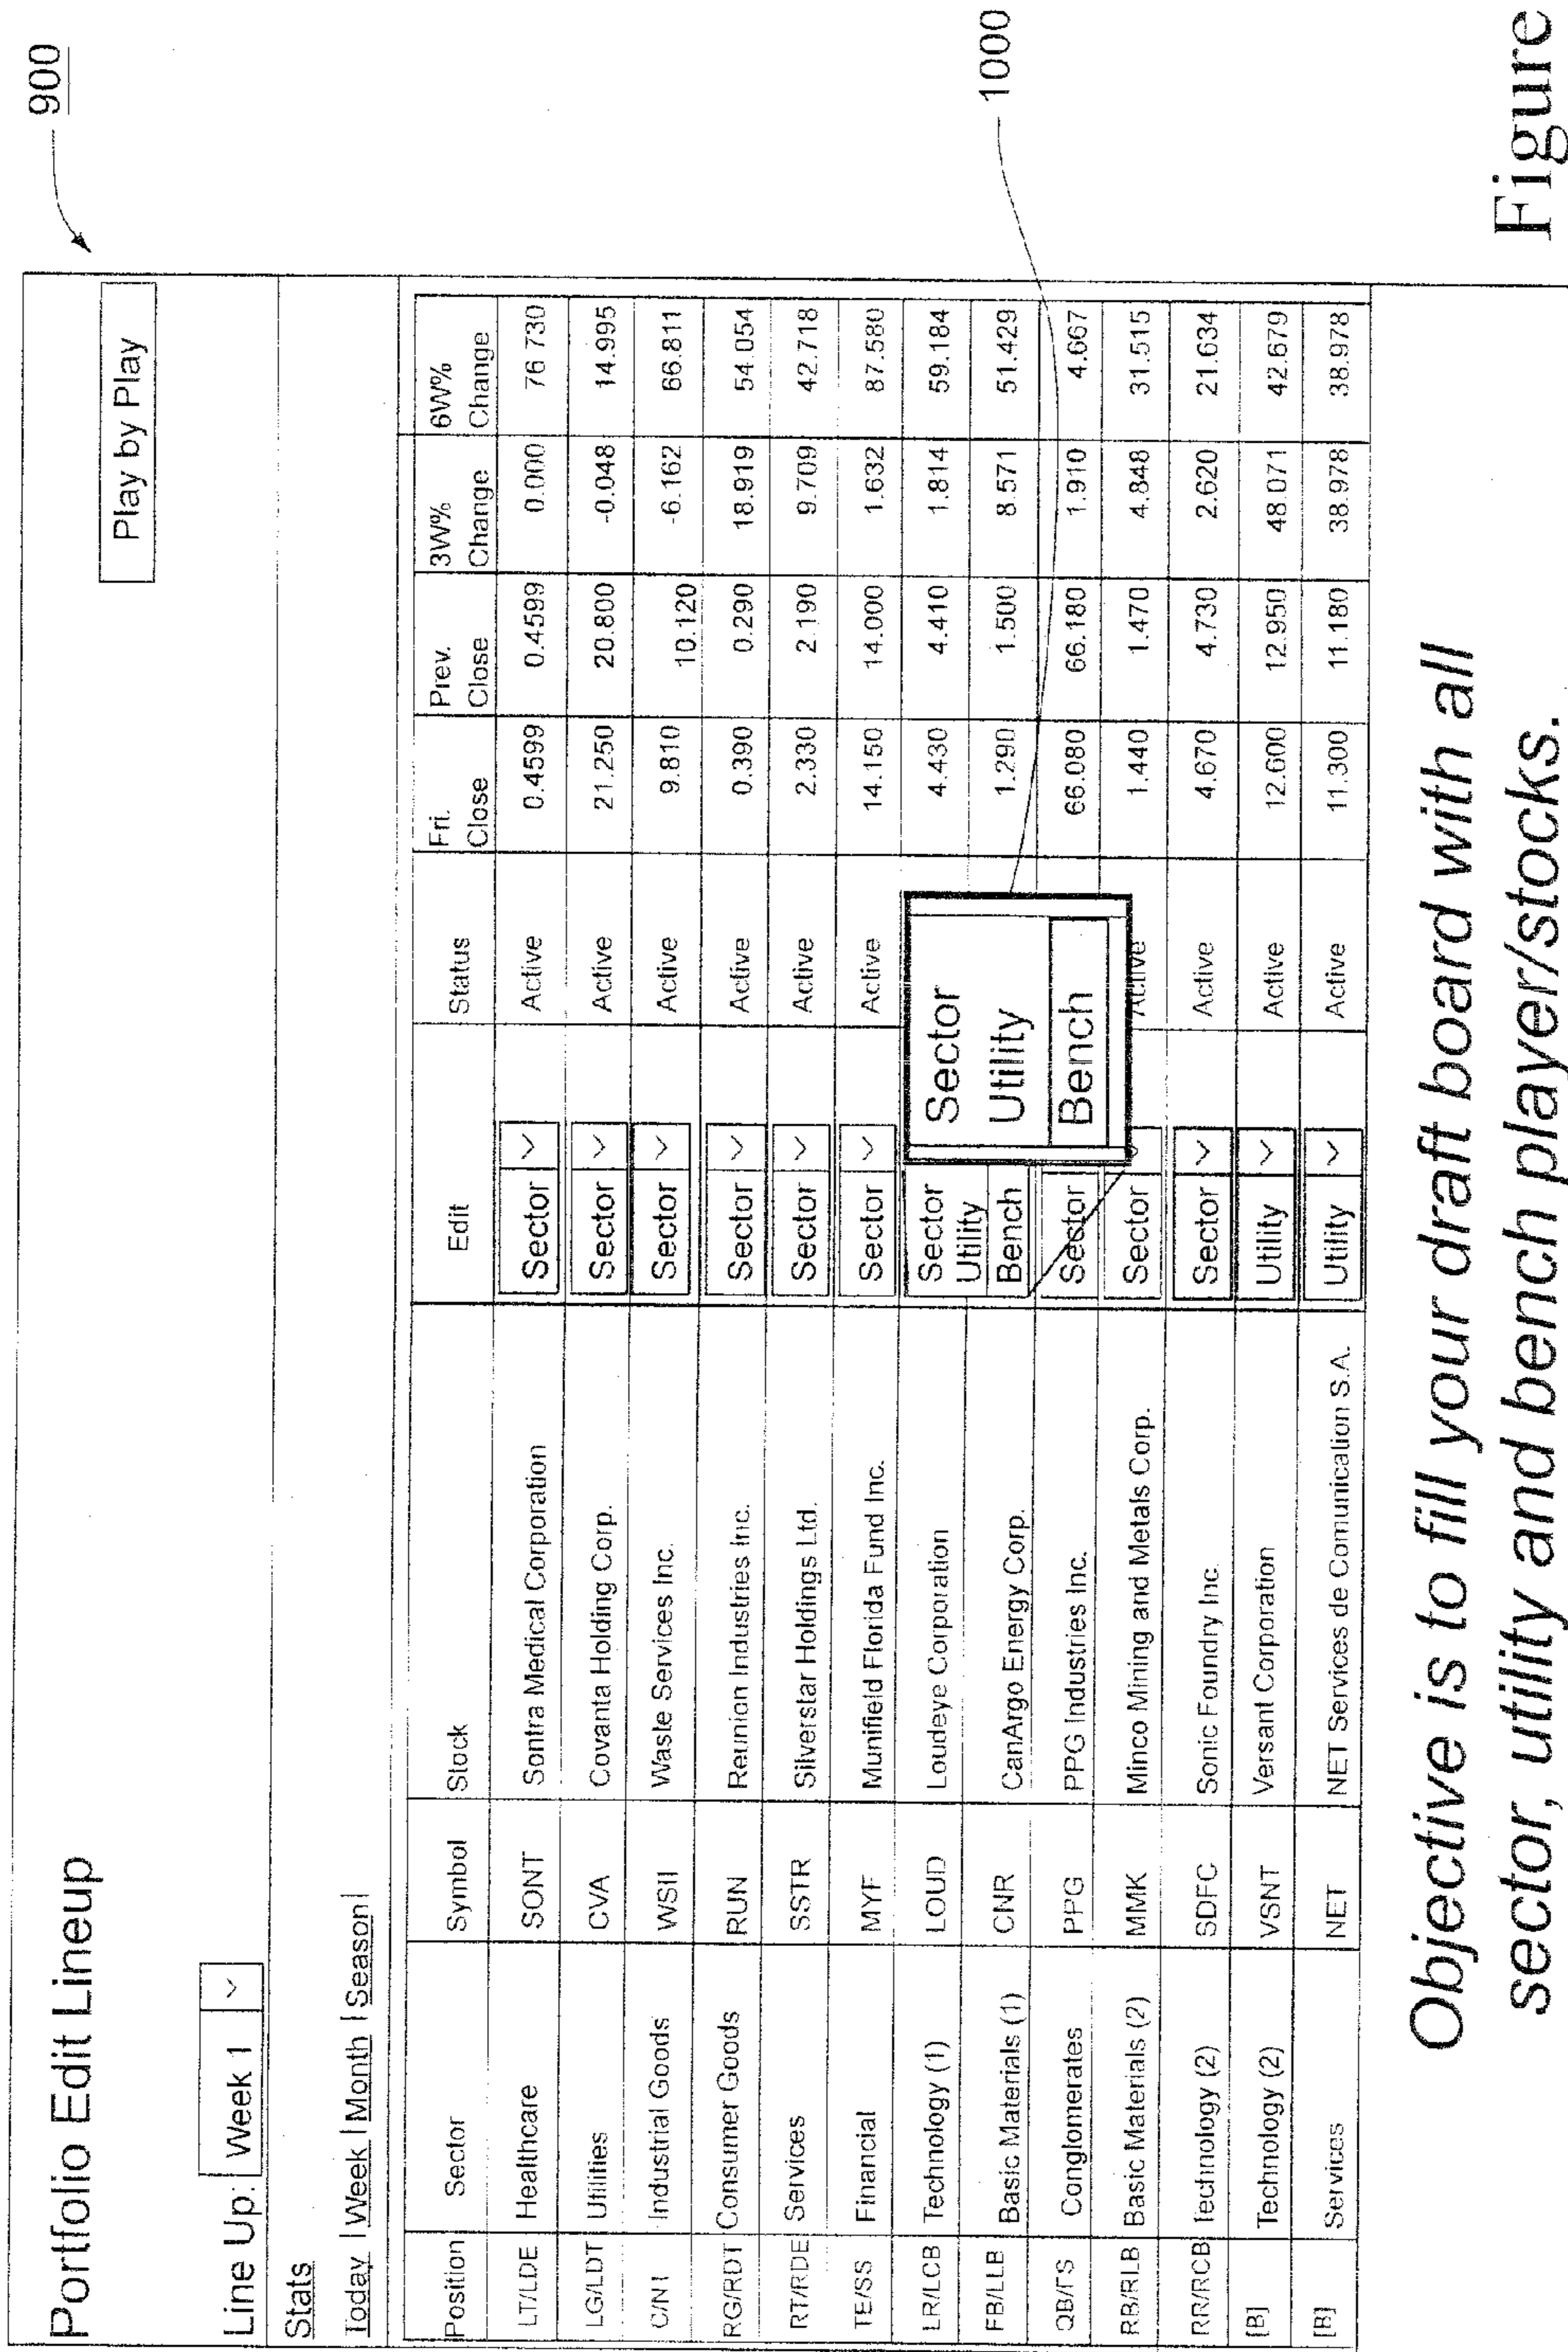 900
Portfolio Edit Lineup
Play by Play
Line Up: Week 1
Stats
Today | Week | Month | Season |
Position Sector Symbol Stock Edit Status Fri. Close Prev. Close 3W% Change 6W% Change
LT/LDE Healthcare SONT Sontra Medical Corporation Sector Active 0.4599 0.4599 0.000 76.730
LG/LDT Utilities CVA Covanta Holding Corp. Sector Active 21.250 20.800 -0.048 14.995
C/NT Industrial Goods WSII Waste Services Inc. Sector Active 9.810 10.120 -6.162 66.811
RG/RDT Consumer Goods RUN Reunion Industries Inc. Sector Active 0.390 0.290 18.919 54.054
RT/RDE Services SSTR Silverstar Holdings Ltd. Sector Active 2.330 2.190 9.709 42.718
TE/SS Financial MYF Munifield Florida Fund Inc. Sector Active 14.150 14.000 1.632 87.580
LR/LCB Technology (1) LOUD Loudeye Corporation Sector Utility Bench 4.430 4.410 1.814 59.184
FB/LLB Basic Materials (1) CNR CanArgo Energy Corp. 1.290 1.500 8.571 51.429
QB/FS Conglomerates PPG PPG Industries Inc. Sector 66.080 66.180 1.910 4.667
RB/RLB Basic Materials (2) MMK Minco Mining and Metals Corp. Sector Active 1.440 1.470 4.848 31.515
RR/RCB Technology (2) SDFC Sonic Foundry Inc. Sector Active 4.670 4.730 2.620 21.634
[B] Technology (2) VSNT Versant Corporation Utility Active 12.600 12.950 48.071 42.679
[B] Services NET NET Services de Comunication S.A. Utility Active 11.300 11.180 38.978 38.978
Sector
Utility
Bench
1000
Objective is to fill your draft board with all
sector, utility and bench player/stocks.
Figure